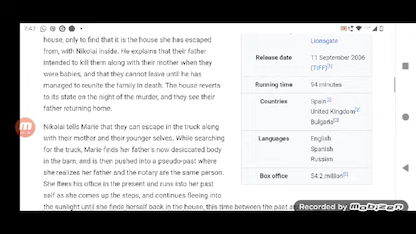 7:47
house, only to find that it is the house she has escaped
from, with Nikolai inside. He explains that their father
intended to kill them along with their mother when they
were babies, and that they cannot leave until he has
managed to reunite the family in death. The house reverts
to its state on the night of the murder, and they see their
father returning home.
Nikolai tells Marie that they can escape in the truck along
with their mother and their younger selves. While searching
for the truck, Marie finds her father's now desiccated body
in the barn, and is then pushed into a pseudo-past where
she realizes her father and the notary are the same person.
She flees his office in the present and runs into her past
self as she comes up the steps, and continues fleeing into
the sunlight until she finds herself back in the house, this time between the past and
Lionsgate
Release date 11 September 2006
(TIFF)[1]
Running time 94 minutes
Countries Spain[2]
United Kingdom[2]
Bulgaria[3]
Languages English
Spanish
Russian
Box office $4.2 million[2]
Recorded by Mobizen